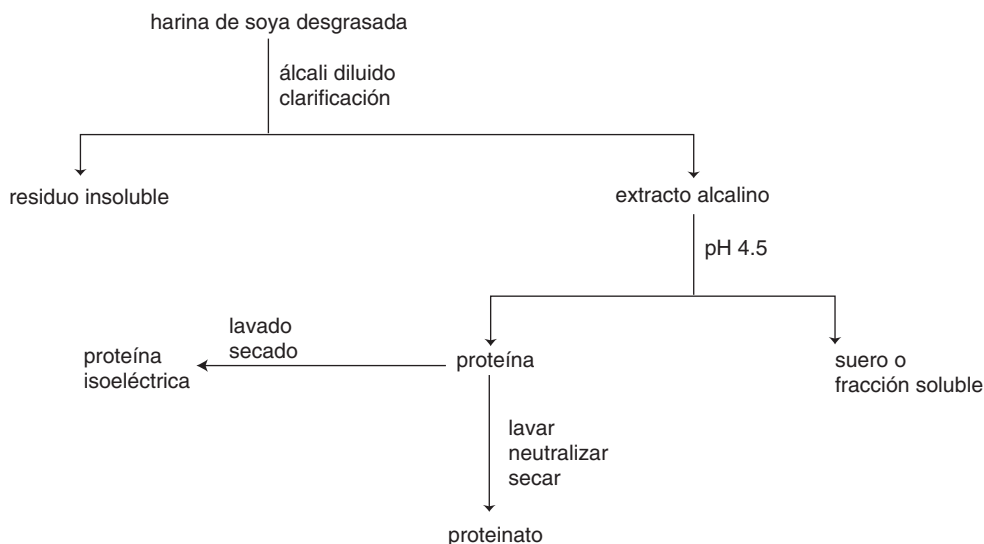 harina de soya desgrasada
álcali diluido
clarificación
residuo insoluble
extracto alcalino
pH 4.5
lavado
secado
proteína
isoeléctrica
proteína
suero o
fracción soluble
lavar
neutralizar
secar
proteinato